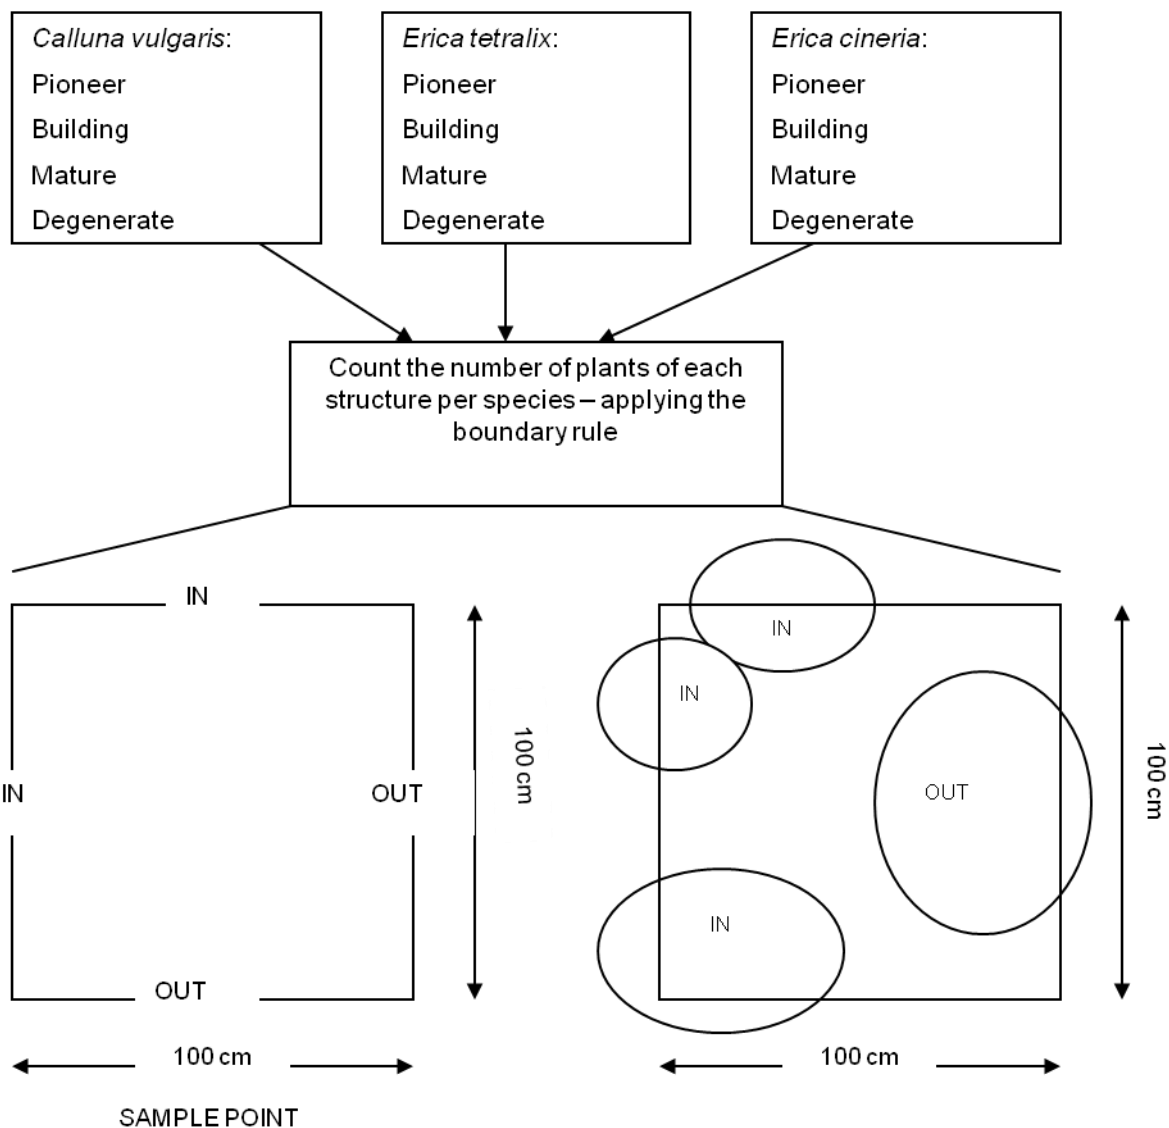 Calluna vulgaris:
Pioneer
Building
Mature
Degenerate
Erica tetralix:
Pioneer
Building
Mature
Degenerate
Erica cineria:
Pioneer
Building
Mature
Degenerate
Count the number of plants of each
structure per species – applying the
boundary rule
IN
IN
OUT
OUT
100 cm
100 cm
SAMPLE POINT
IN
IN
OUT
IN
100 cm
100 cm